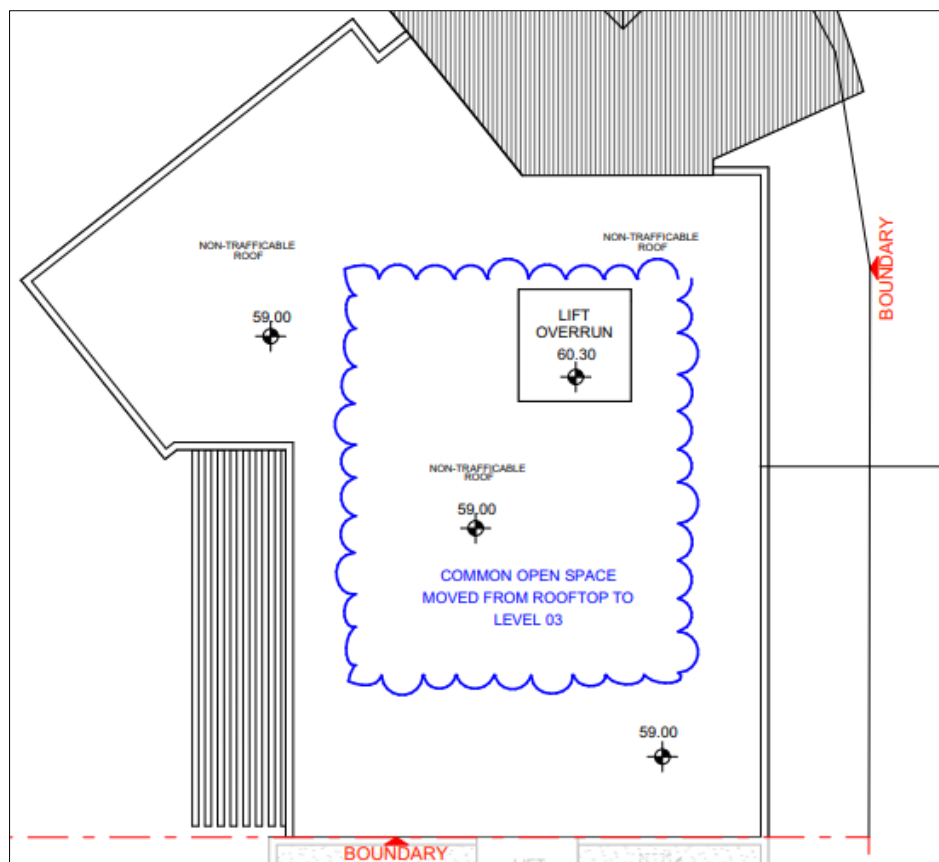 NON-TRAFFICABLE
ROOF
NON-TRAFFICABLE
ROOF
BOUNDARY
59.00
LIFT
OVERRUN
60.30
NON-TRAFFICABLE
ROOF
59.00
COMMON OPEN SPACE
MOVED FROM ROOFTOP TO
LEVEL 03
59.00
BOUNDARY
LIFT